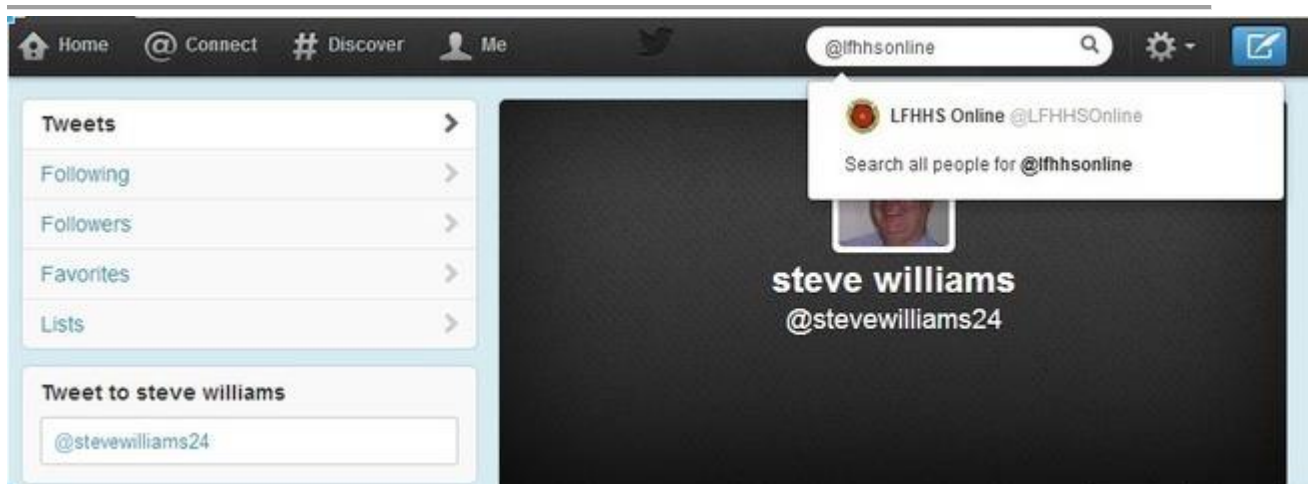 Home @ Connect # Discover Me @lfhhsonline
LFHHS Online @LFHHSOnline
Search all people for @lfhhsonline
Tweets
Following
Followers
Favorites
Lists
Tweet to steve williams
@stevewilliams24
steve williams
@stevewilliams24